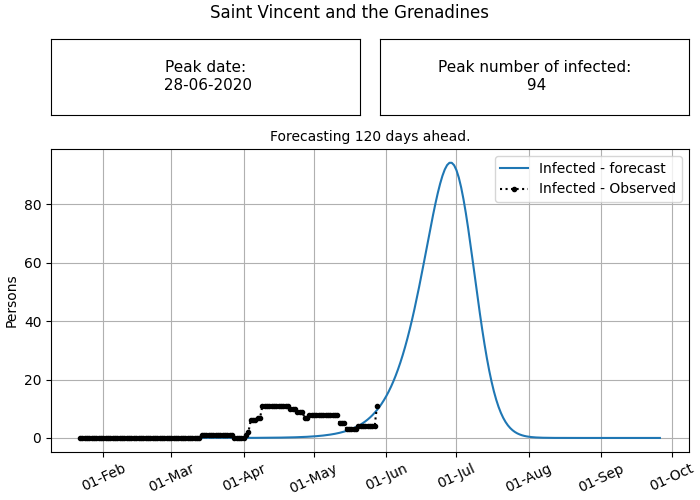 Saint Vincent and the Grenadines
Peak date:
28-06-2020
Peak number of infected:
94
Forecasting 120 days ahead.
Infected - forecast
Infected - Observed
Persons
80
60
40
20
0
01-Feb
01-Mar
01-Apr
01-May
01-Jun
01-Jul
01-Aug
01-Sep
01-Oct